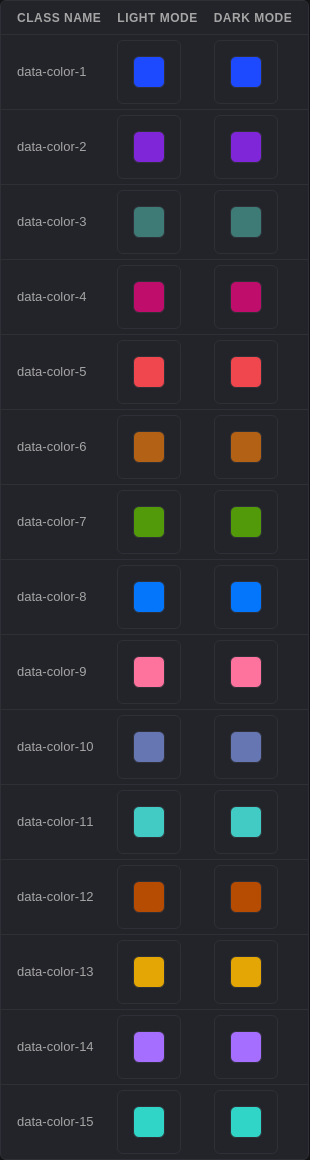 CLASS NAME LIGHT MODE DARK MODE
data-color-1
data-color-2
data-color-3
data-color-4
data-color-5
data-color-6
data-color-7
data-color-8
data-color-9
data-color-10
data-color-11
data-color-12
data-color-13
data-color-14
data-color-15